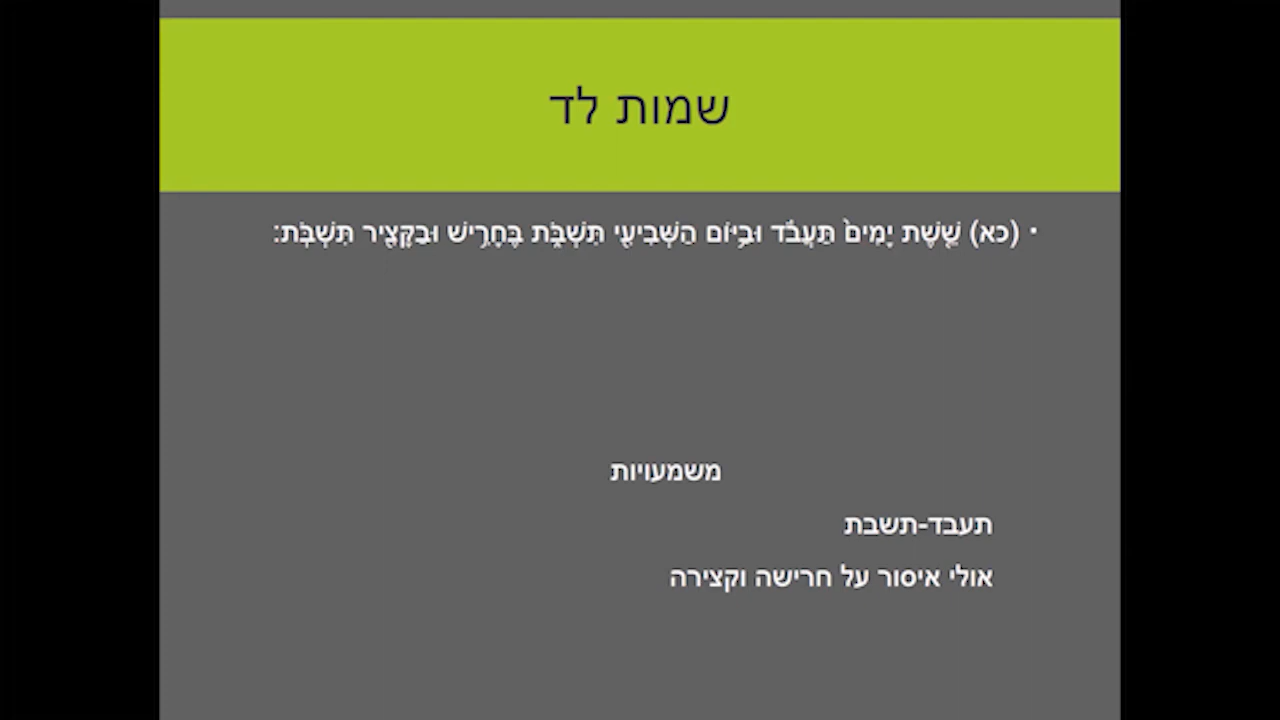 שמות לד
• (כא) שֵׁ֤שֶׁת יָמִים֙ תַּעֲבֹ֔ד וּבַיּ֥וֹם הַשְּׁבִיעִ֖י תִּשְׁבֹּ֑ת בֶּחָרִ֥ישׁ וּבַקָּצִ֖יר תִּשְׁבֹּֽת:
משמעויות
תעבד-תשבת
אולי איסור על חרישה וקצירה